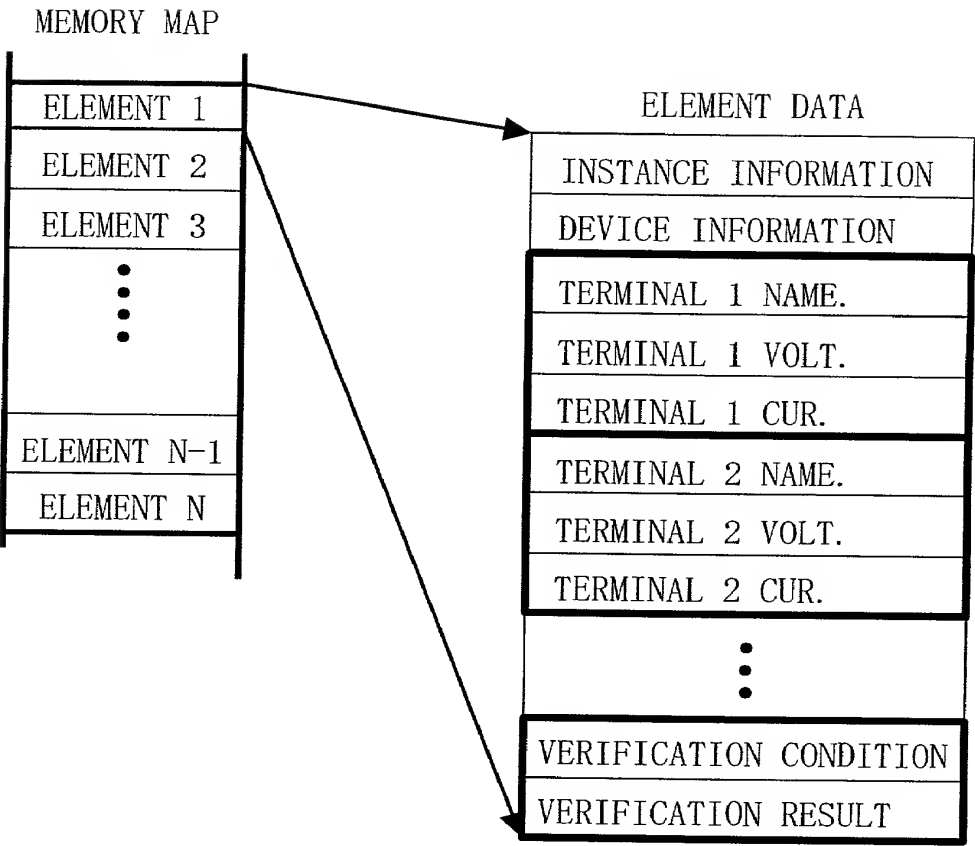 MEMORY MAP
ELEMENT 1
ELEMENT 2
ELEMENT 3
ELEMENT N-1
ELEMENT N
ELEMENT DATA
INSTANCE INFORMATION
DEVICE INFORMATION
TERMINAL 1 NAME.
TERMINAL 1 VOLT.
TERMINAL 1 CUR.
TERMINAL 2 NAME.
TERMINAL 2 VOLT.
TERMINAL 2 CUR.
VERIFICATION CONDITION
VERIFICATION RESULT